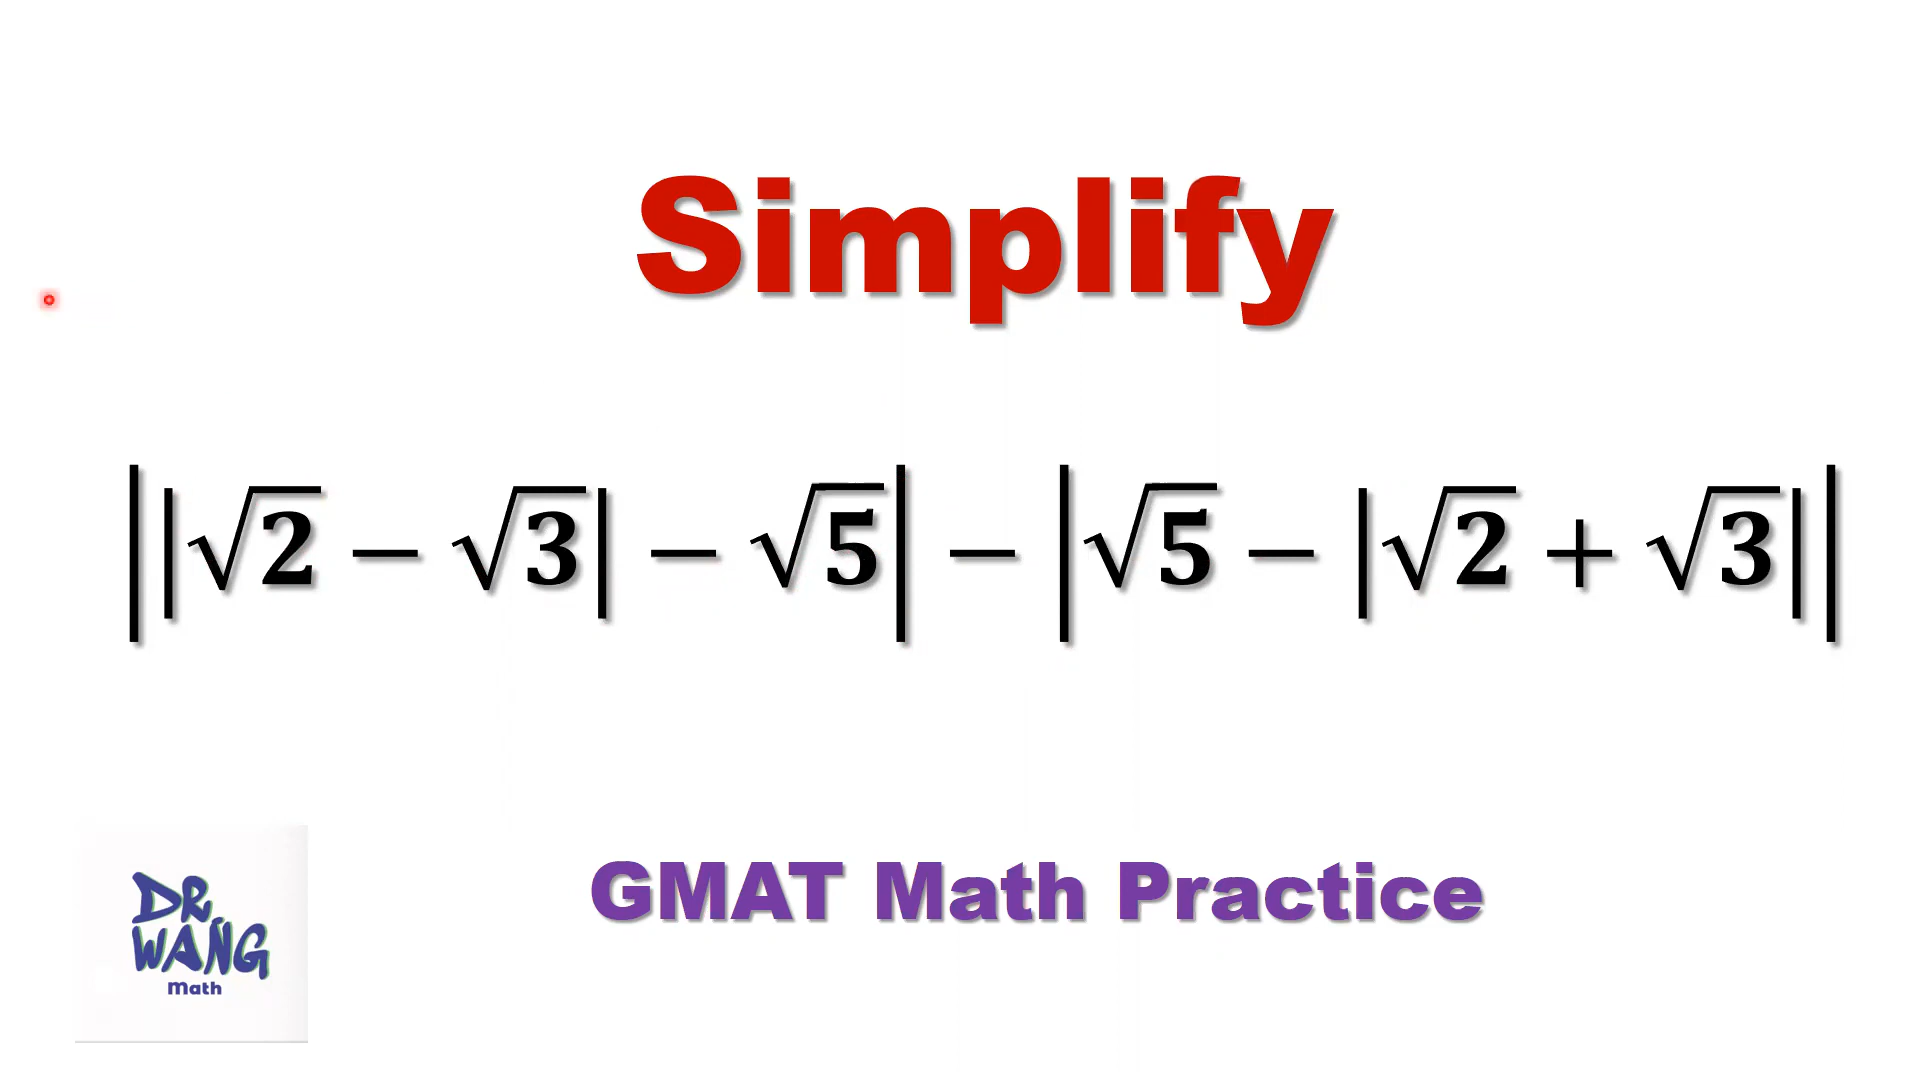 Simplify
||√2 − √3| − √5| − |√5 − |√2 + √3||
GMAT Math Practice
DR
WANG
math